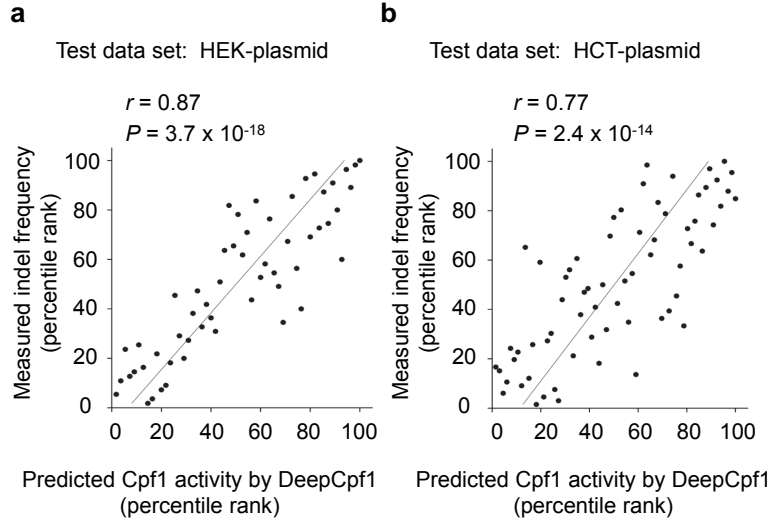 a
Test data set: HEK-plasmid
r = 0.87
P = 3.7 x 10-18
Measured indel frequency
(percentile rank)
100
80
60
40
20
0
0 20 40 60 80 100
Predicted Cpf1 activity by DeepCpf1
(percentile rank)
b
Test data set: HCT-plasmid
r = 0.77
P = 2.4 x 10-14
Measured indel frequency
(percentile rank)
100
80
60
40
20
0
0 20 40 60 80 100
Predicted Cpf1 activity by DeepCpf1
(percentile rank)